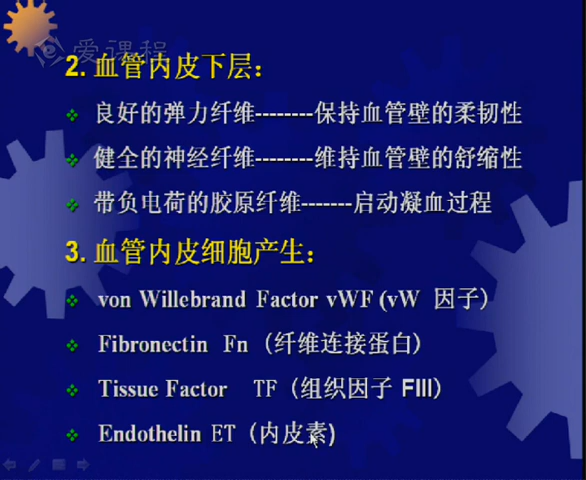 爱课程
2. 血管内皮下层：
良好的弹力纤维--------保持血管壁的柔韧性
健全的神经纤维--------维持血管壁的舒缩性
带负电荷的胶原纤维-------启动凝血过程
3. 血管内皮细胞产生：
von Willebrand Factor vWF (vW 因子）
Fibronectin Fn（纤维连接蛋白）
Tissue Factor TF（组织因子 FIII）
Endothelin ET（内皮素)